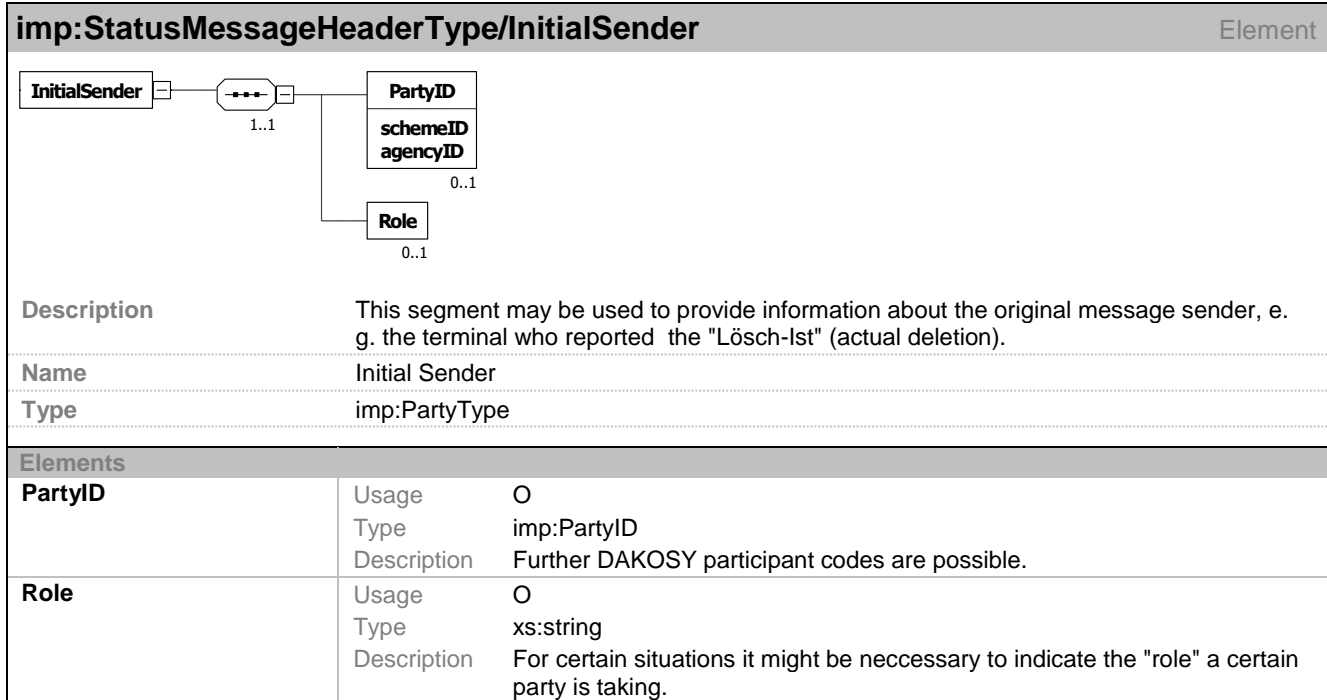 imp:StatusMessageHeaderType/InitialSender Element
InitialSender
1..1
PartyID
schemeID
agencyID
0..1
Role
0..1
Description This segment may be used to provide information about the original message sender, e.
g. the terminal who reported  the "Lösch-Ist" (actual deletion).
Name Initial Sender
Type imp:PartyType
Elements
PartyID Usage O
Type imp:PartyID
Description Further DAKOSY participant codes are possible.
Role Usage O
Type xs:string
Description For certain situations it might be neccessary to indicate the "role" a certain
party is taking.